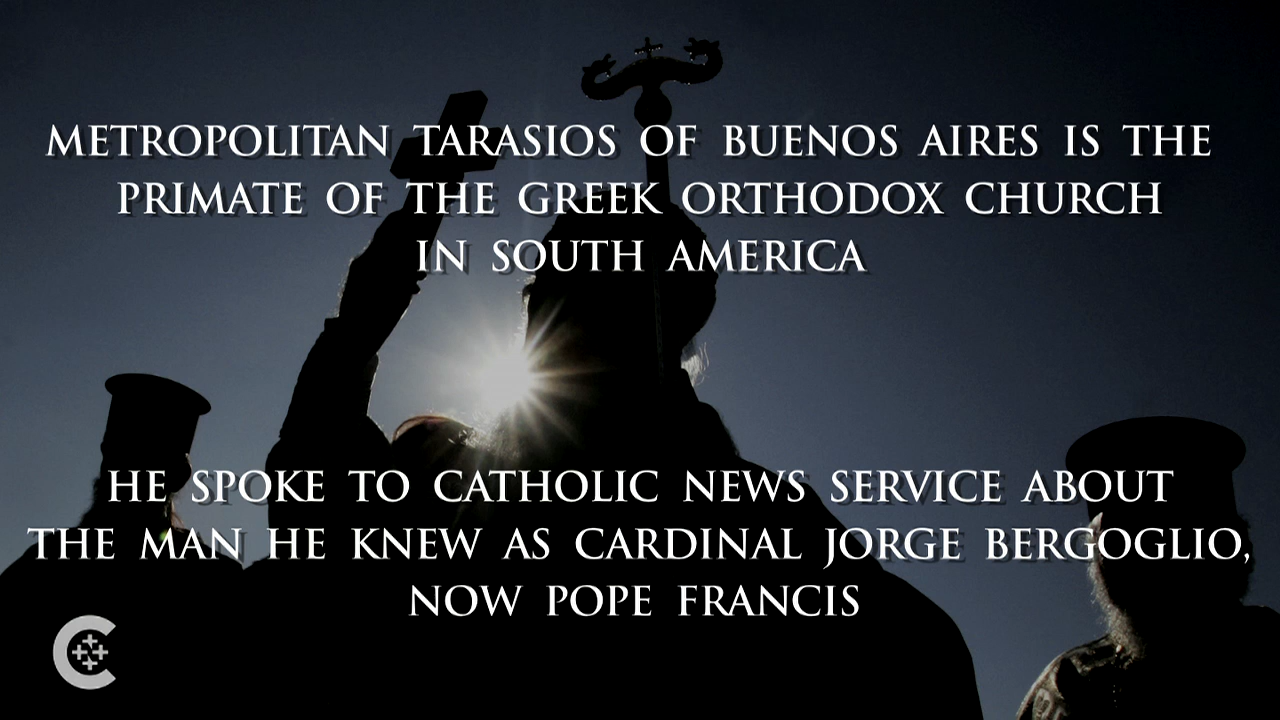 METROPOLITAN TARASIOS OF BUENOS AIRES IS THE
PRIMATE OF THE GREEK ORTHODOX CHURCH
IN SOUTH AMERICA
HE SPOKE TO CATHOLIC NEWS SERVICE ABOUT
THE MAN HE KNEW AS CARDINAL JORGE BERGOGLIO,
NOW POPE FRANCIS